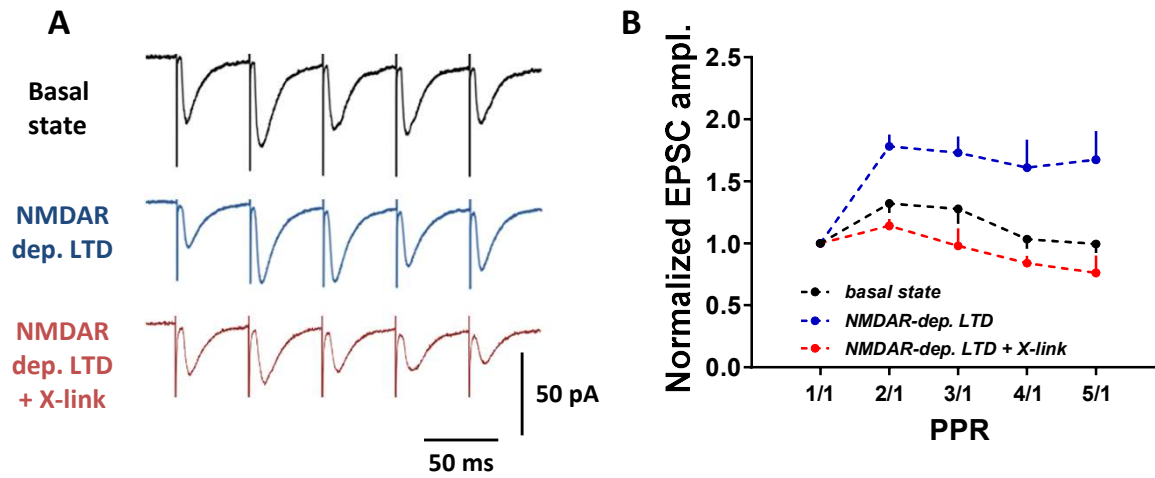 A
Basal
state
NMDAR
dep. LTD
NMDAR
dep. LTD
+ X-link
50 pA
50 ms
B
Normalized EPSC ampl.
2.5
2.0
1.5
1.0
0.5
0.0
basal state
NMDAR-dep. LTD
NMDAR-dep. LTD + X-link
1/1 2/1 3/1 4/1 5/1
PPR